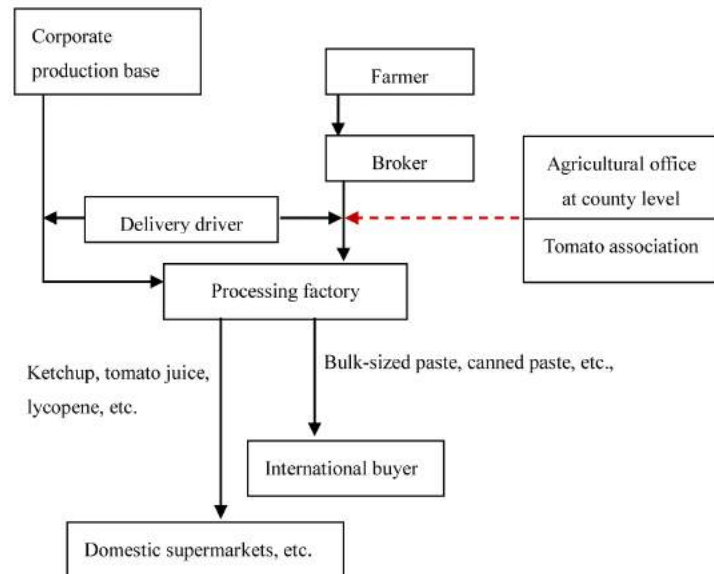 Corporate
production base
Farmer
Broker
Agricultural office
at county level
Delivery driver
Tomato association
Processing factory
Ketchup, tomato juice,
lycopene, etc.
Bulk-sized paste, canned paste, etc.,
International buyer
Domestic supermarkets, etc.